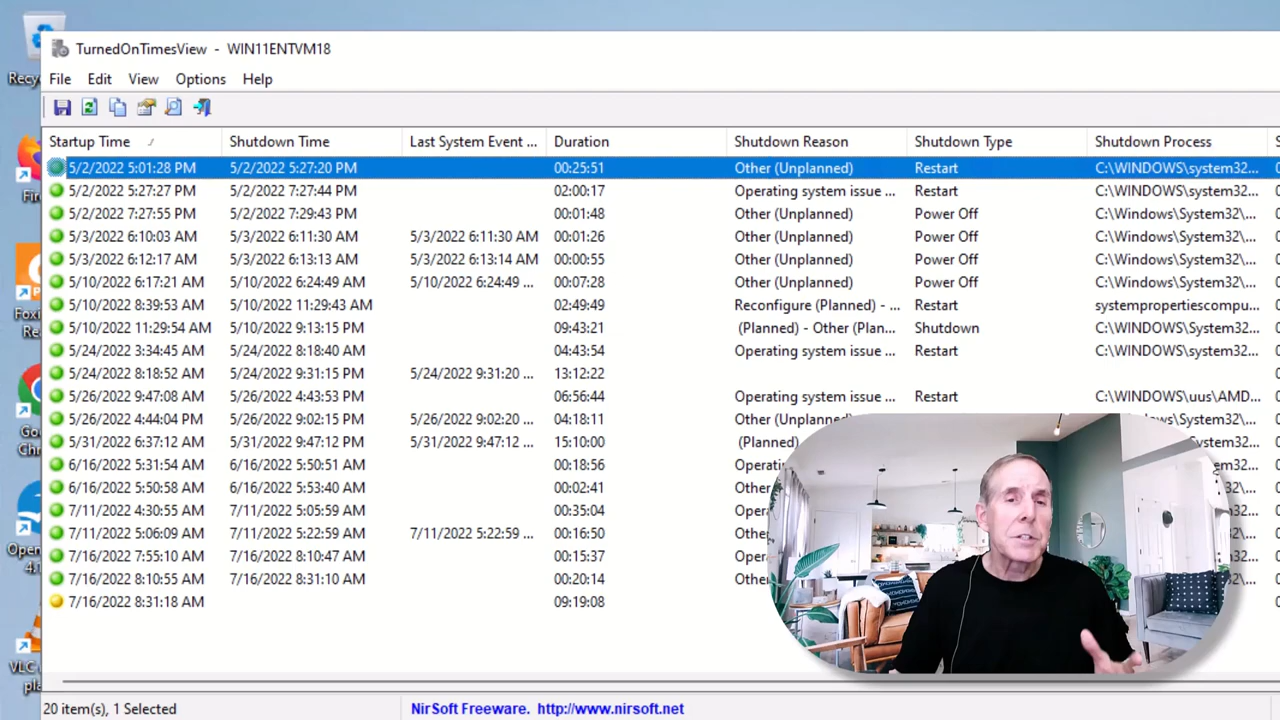 Recyc
TurnedOnTimesView - WIN11ENTVM18
File Edit View Options Help
Startup Time Shutdown Time Last System Event ... Duration Shutdown Reason Shutdown Type Shutdown Process
5/2/2022 5:01:28 PM 5/2/2022 5:27:20 PM 00:25:51 Other (Unplanned) Restart C:\WINDOWS\system32...
5/2/2022 5:27:27 PM 5/2/2022 7:27:44 PM 02:00:17 Operating system issue ... Restart C:\WINDOWS\system32...
5/2/2022 7:27:55 PM 5/2/2022 7:29:43 PM 00:01:48 Other (Unplanned) Power Off C:\Windows\System32\...
5/3/2022 6:10:03 AM 5/3/2022 6:11:30 AM 5/3/2022 6:11:30 AM 00:01:26 Other (Unplanned) Power Off C:\Windows\System32\...
5/3/2022 6:12:17 AM 5/3/2022 6:13:13 AM 5/3/2022 6:13:14 AM 00:00:55 Other (Unplanned) Power Off C:\Windows\System32\...
5/10/2022 6:17:21 AM 5/10/2022 6:24:49 AM 5/10/2022 6:24:49 ... 00:07:28 Other (Unplanned) Power Off C:\Windows\System32\...
5/10/2022 8:39:53 AM 5/10/2022 11:29:43 AM 02:49:49 Reconfigure (Planned) - ... Restart systempropertiescompu...
5/10/2022 11:29:54 AM 5/10/2022 9:13:15 PM 09:43:21 (Planned) - Other (Plan... Shutdown C:\WINDOWS\System32...
5/24/2022 3:34:45 AM 5/24/2022 8:18:40 AM 04:43:54 Operating system issue ... Restart C:\WINDOWS\system32...
5/24/2022 8:18:52 AM 5/24/2022 9:31:15 PM 5/24/2022 9:31:20 ... 13:12:22
5/26/2022 9:47:08 AM 5/26/2022 4:43:53 PM 06:56:44 Operating system issue ... Restart C:\WINDOWS\uus\AMD...
5/26/2022 4:44:04 PM 5/26/2022 9:02:15 PM 5/26/2022 9:02:20 ... 04:18:11 Other (Unplanned)
5/31/2022 6:37:12 AM 5/31/2022 9:47:12 PM 5/31/2022 9:47:12 ... 15:10:00 (Planned)
6/16/2022 5:31:54 AM 6/16/2022 5:50:51 AM 00:18:56 Operati
6/16/2022 5:50:58 AM 6/16/2022 5:53:40 AM 00:02:41 Other
7/11/2022 4:30:55 AM 7/11/2022 5:05:59 AM 00:35:04 Oper
7/11/2022 5:06:09 AM 7/11/2022 5:22:59 AM 7/11/2022 5:22:59 ... 00:16:50 Othe
7/16/2022 7:55:10 AM 7/16/2022 8:10:47 AM 00:15:37 Oper
7/16/2022 8:10:55 AM 7/16/2022 8:31:10 AM 00:20:14 Other
7/16/2022 8:31:18 AM 09:19:08
20 item(s), 1 Selected NirSoft Freeware. http://www.nirsoft.net